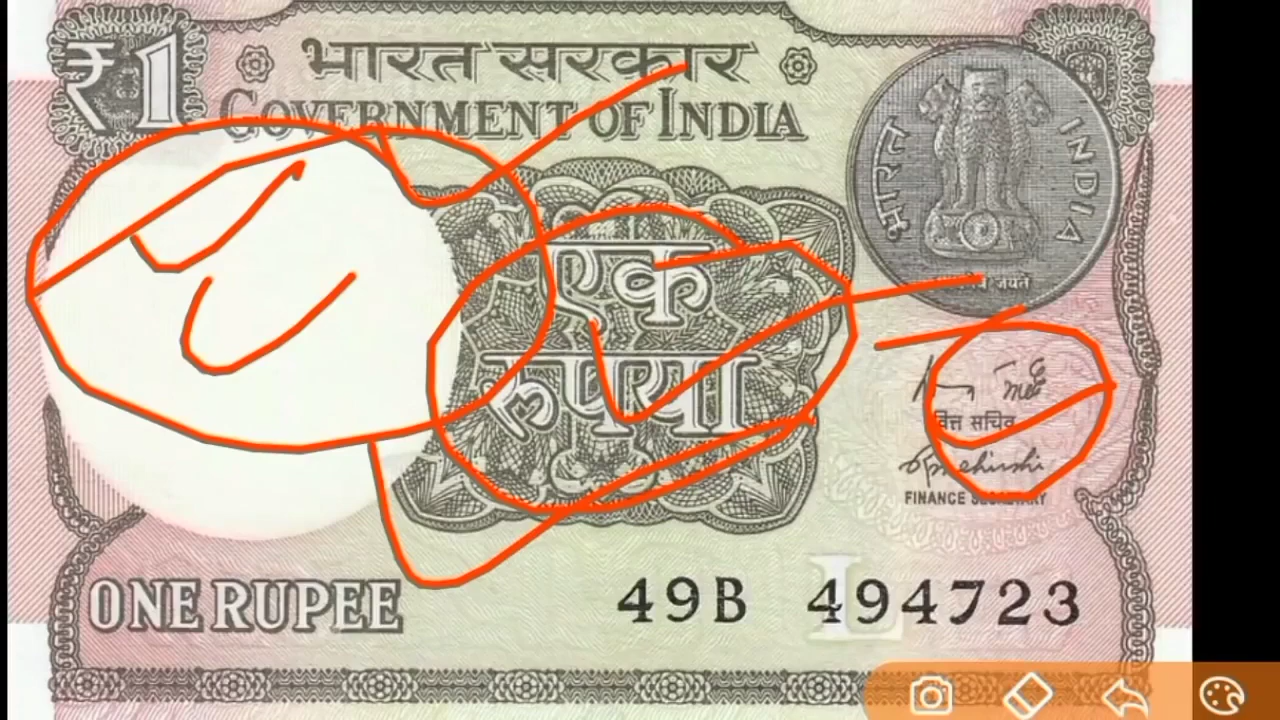 ₹1
भारत सरकार
GOVERNMENT OF INDIA
भारत INDIA
जयते
एक
रुपया
वित्त सचिव
FINANCE SECRETARY
ONE RUPEE
49B 494723
L